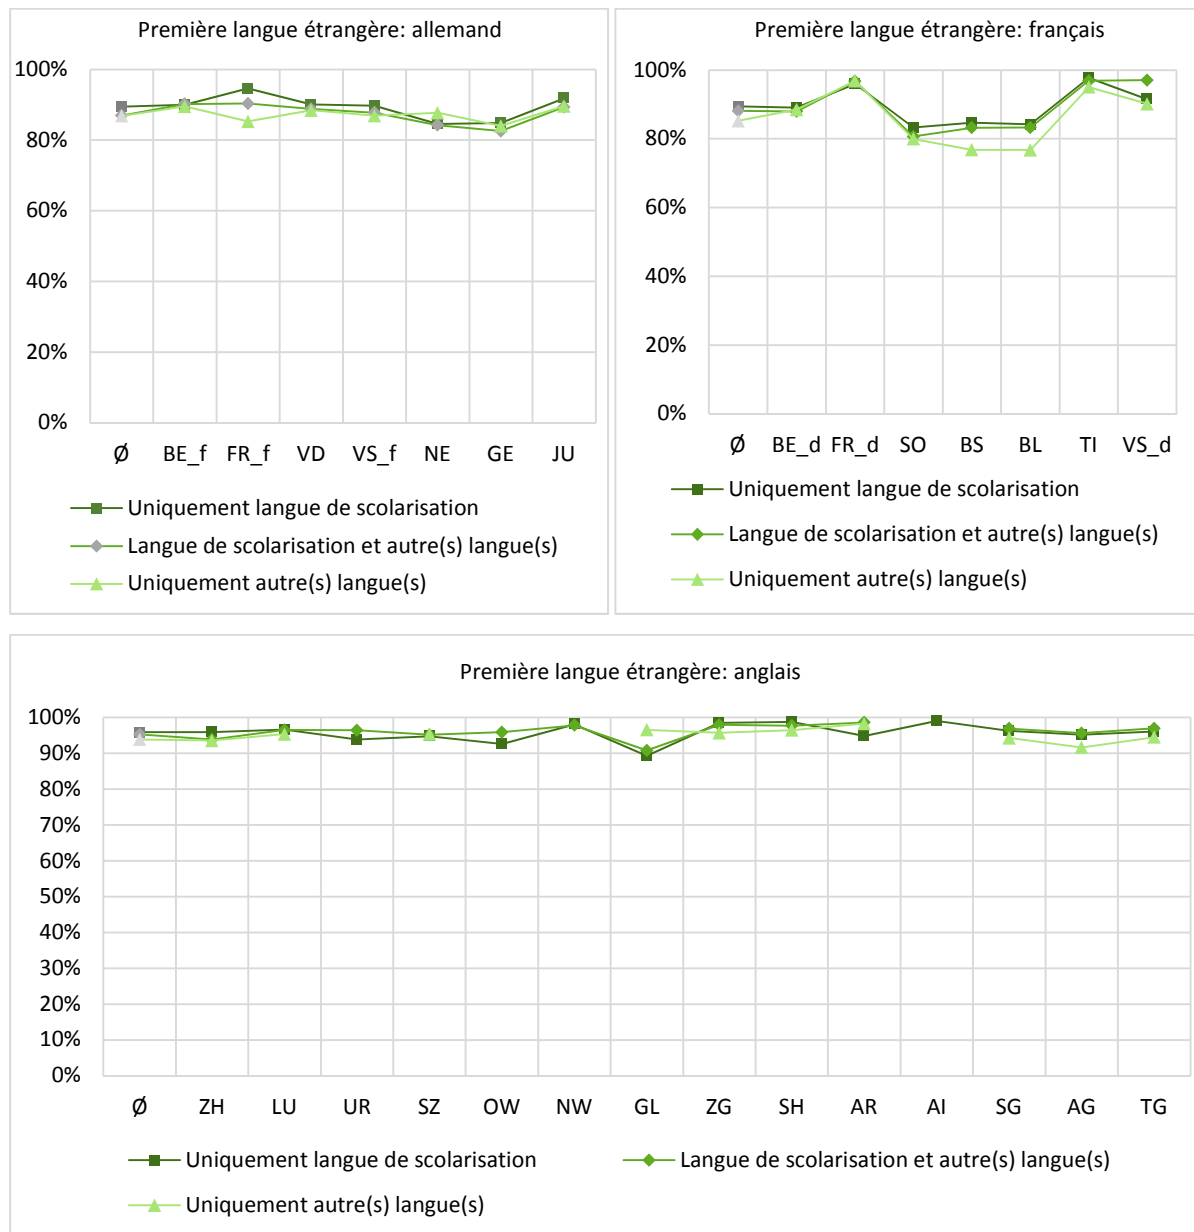 Première langue étrangère: allemand
100%
80%
60%
40%
20%
0%
Ø BE_f FR_f VD VS_f NE GE JU
Uniquement langue de scolarisation
Langue de scolarisation et autre(s) langue(s)
Uniquement autre(s) langue(s)
Première langue étrangère: français
100%
80%
60%
40%
20%
0%
Ø BE_d FR_d SO BS BL TI VS_d
Uniquement langue de scolarisation
Langue de scolarisation et autre(s) langue(s)
Uniquement autre(s) langue(s)
Première langue étrangère: anglais
100%
90%
80%
70%
60%
50%
40%
30%
20%
10%
0%
Ø ZH LU UR SZ OW NW GL ZG SH AR AI SG AG TG
Uniquement langue de scolarisation
Langue de scolarisation et autre(s) langue(s)
Uniquement autre(s) langue(s)